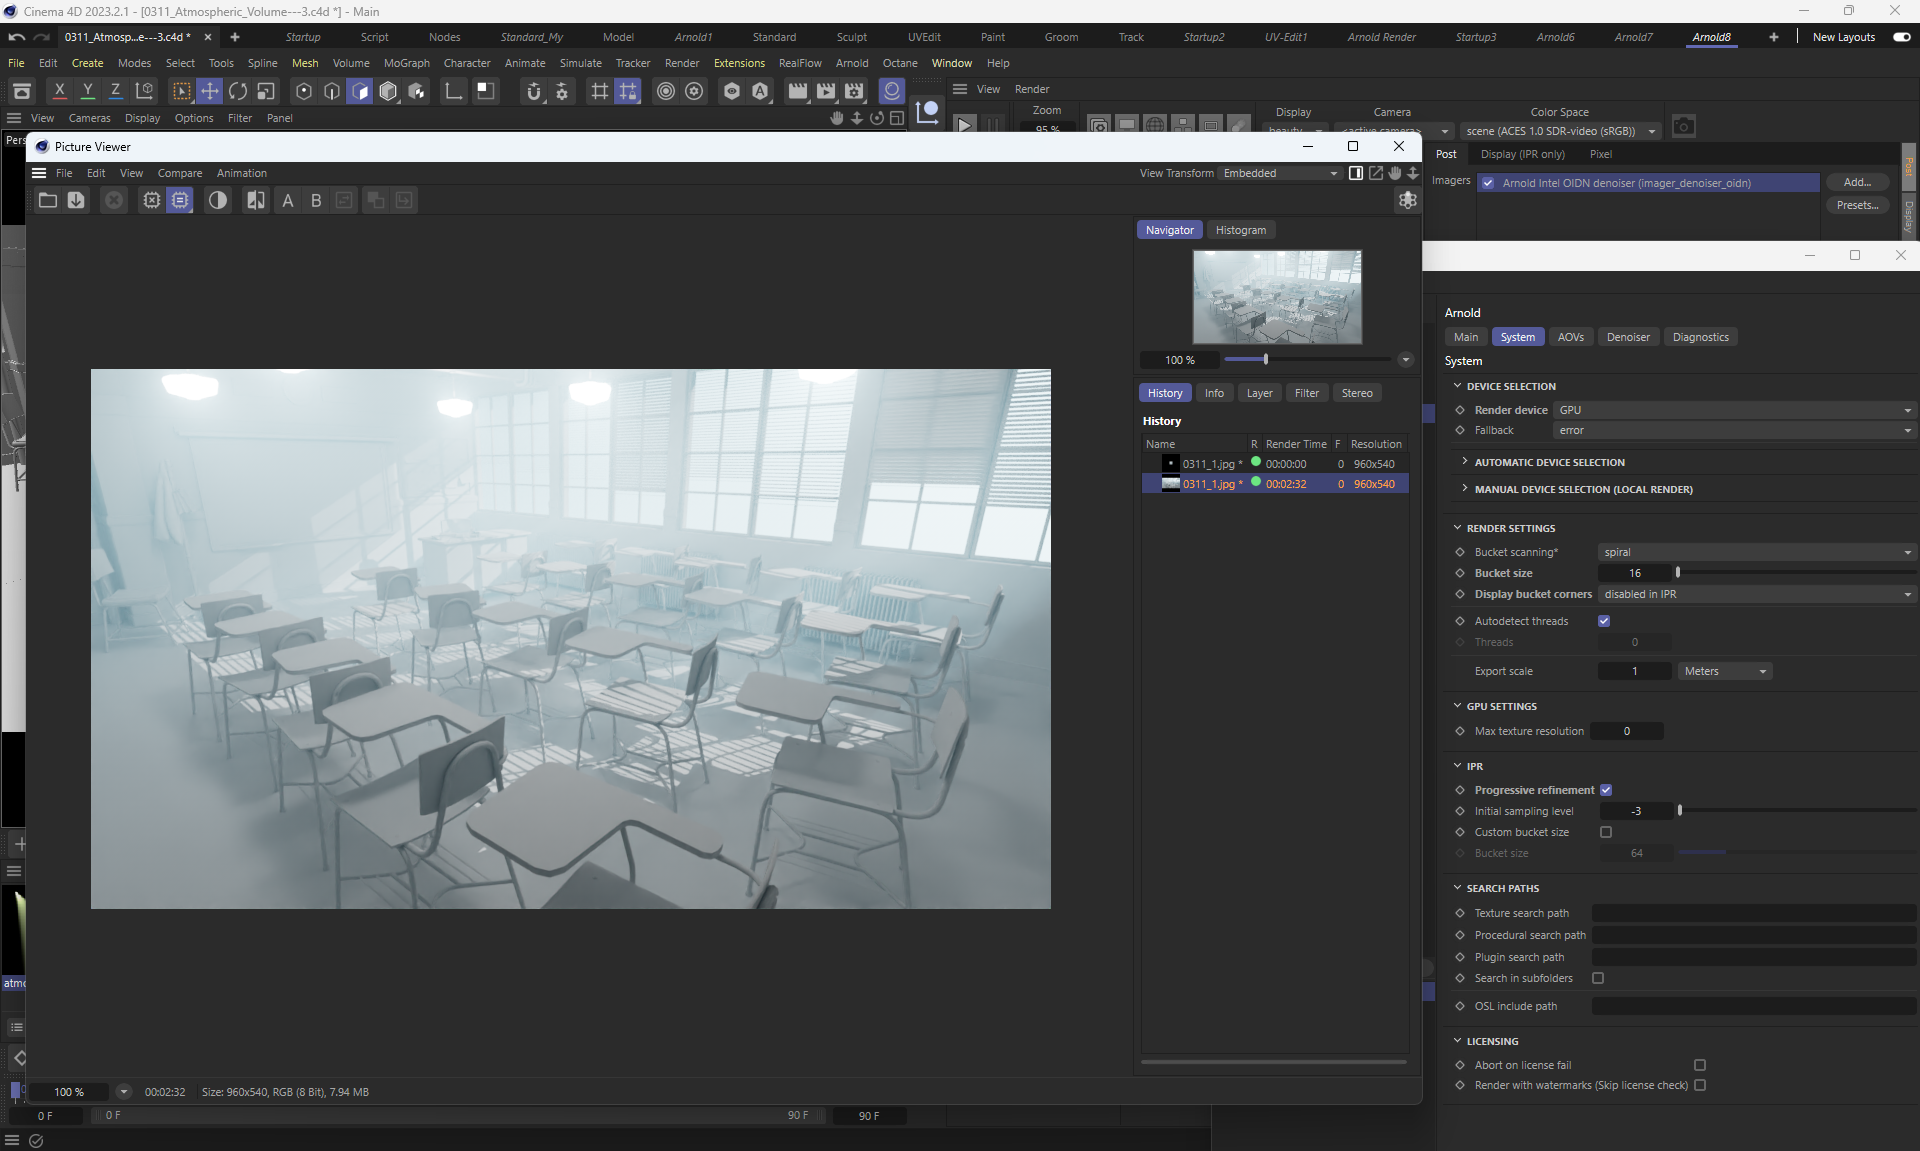 Cinema 4D 2023.2.1 - [0311_Atmospheric_Volume---3.c4d *] - Main
0311_Atmosp...e---3.c4d * Startup Script Nodes Standard_My Model Arnold1 Standard Sculpt UVEdit Paint Groom Track Startup2 UV-Edit1 Arnold Render Startup3 Arnold6 Arnold7 Arnold8 New Layouts
File Edit Create Modes Select Tools Spline Mesh Volume MoGraph Character Animate Simulate Tracker Render Extensions RealFlow Arnold Octane Window Help
X Y Z View Render
View Cameras Display Options Filter Panel
Zoom Display Camera Color Space
95 % beauty <active camera> scene (ACES 1.0 SDR-video (sRGB))
Pers
Picture Viewer
Post Display (IPR only) Pixel
File Edit View Compare Animation
View Transform Embedded
Imagers Arnold Intel OIDN denoiser (imager_denoiser_oidn) Add...
Presets...
Post
Display
A B
Navigator Histogram
100 %
History Info Layer Filter Stereo
History
Name R Render Time F Resolution
0311_1.jpg * 00:00:00 0 960x540
0311_1.jpg * 00:02:32 0 960x540
Arnold
Main System AOVs Denoiser Diagnostics
System
DEVICE SELECTION
Render device GPU
Fallback error
AUTOMATIC DEVICE SELECTION
MANUAL DEVICE SELECTION (LOCAL RENDER)
RENDER SETTINGS
Bucket scanning* spiral
Bucket size 16
Display bucket corners disabled in IPR
Autodetect threads
Threads 0
Export scale 1 Meters
GPU SETTINGS
Max texture resolution 0
IPR
Progressive refinement
Initial sampling level -3
Custom bucket size
Bucket size 64
SEARCH PATHS
Texture search path
Procedural search path
Plugin search path
Search in subfolders
OSL include path
LICENSING
Abort on license fail
Render with watermarks (Skip license check)
atmo
100 % 00:02:32 Size: 960x540, RGB (8 Bit), 7.94 MB
0 F 0 F 90 F 90 F